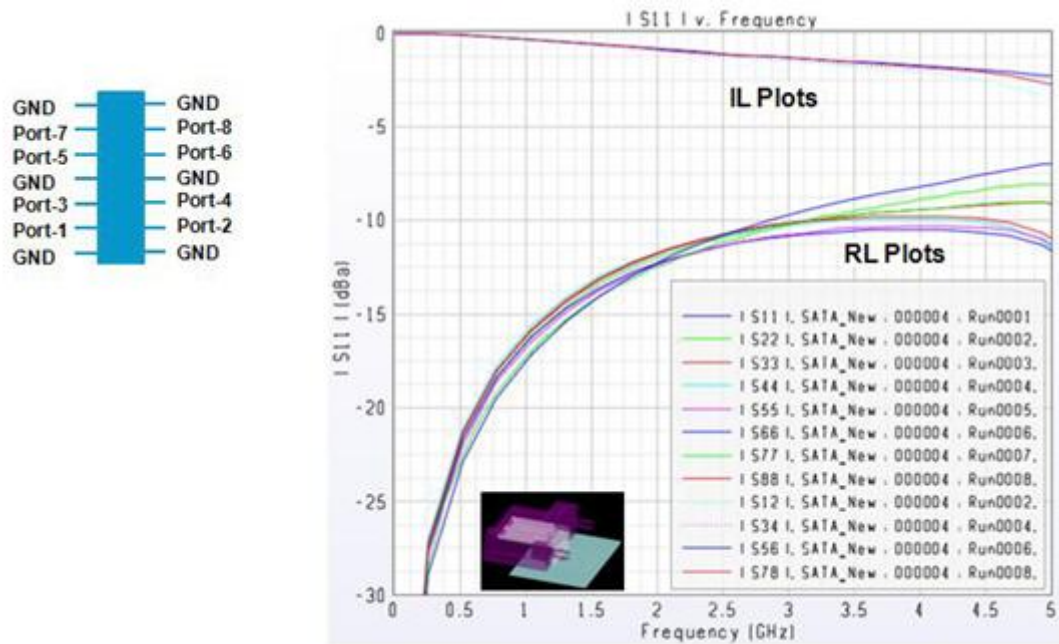 GND
GND
Port-7
Port-8
Port-5
Port-6
GND
GND
Port-3
Port-4
Port-1
Port-2
GND
GND
| S11 | v. Frequency
| S11 | (dBa)
0
-5
-10
-15
-20
-25
-30
IL Plots
RL Plots
| S11 |, SATA_New , 000004 , Run0001
| S22 |, SATA_New , 000004 , Run0002,
| S33 |, SATA_New , 000004 , Run0003,
| S44 |, SATA_New , 000004 , Run0004,
| S55 |, SATA_New , 000004 , Run0005,
| S66 |, SATA_New , 000004 , Run0006,
| S77 |, SATA_New , 000004 , Run0007,
| S88 |, SATA_New , 000004 , Run0008,
| S12 |, SATA_New , 000004 , Run0002,
| S34 |, SATA_New , 000004 , Run0004,
| S56 |, SATA_New , 000004 , Run0006,
| S78 |, SATA_New , 000004 , Run0008,
0 0.5 1 1.5 2 2.5 3 3.5 4 4.5 5
Frequency (GHz)